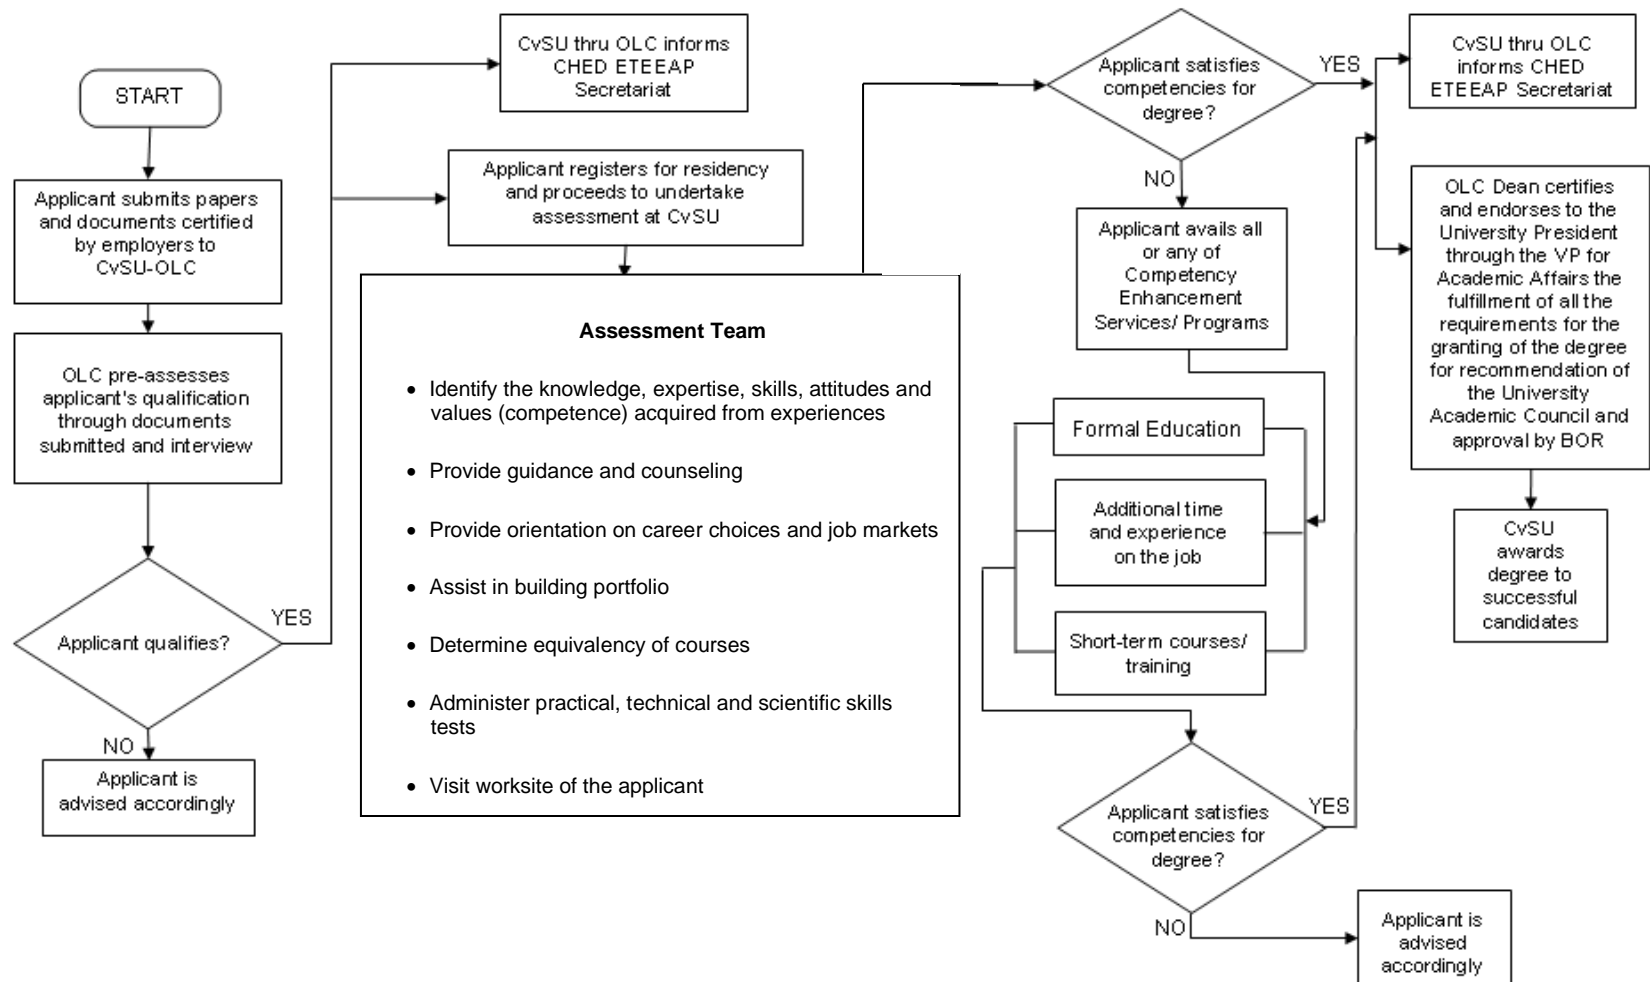 START
Applicant submits papers
and documents certified
by employers to
CvSU-OLC
OLC pre-assesses
applicant's qualification
through documents
submitted and interview
Applicant qualifies?
YES
NO
Applicant is
advised accordingly
CvSU thru OLC informs
CHED ETEEAP
Secretariat
Applicant registers for residency
and proceeds to undertake
assessment at CvSU
Assessment Team
• Identify the knowledge, expertise, skills, attitudes and
values (competence) acquired from experiences
• Provide guidance and counseling
• Provide orientation on career choices and job markets
• Assist in building portfolio
• Determine equivalency of courses
• Administer practical, technical and scientific skills
tests
• Visit worksite of the applicant
Applicant satisfies
competencies for
degree?
YES
NO
Applicant avails all
or any of
Competency
Enhancement
Services/ Programs
Formal Education
Additional time
and experience
on the job
Short-term courses/
training
Applicant satisfies
competencies for
degree?
YES
NO
Applicant is
advised
accordingly
CvSU thru OLC
informs CHED
ETEEAP Secretariat
OLC Dean certifies
and endorses to the
University President
through the VP for
Academic Affairs the
fulfillment of all the
requirements for the
granting of the degree
for recommendation of
the University
Academic Council and
approval by BOR
CvSU
awards
degree to
successful
candidates